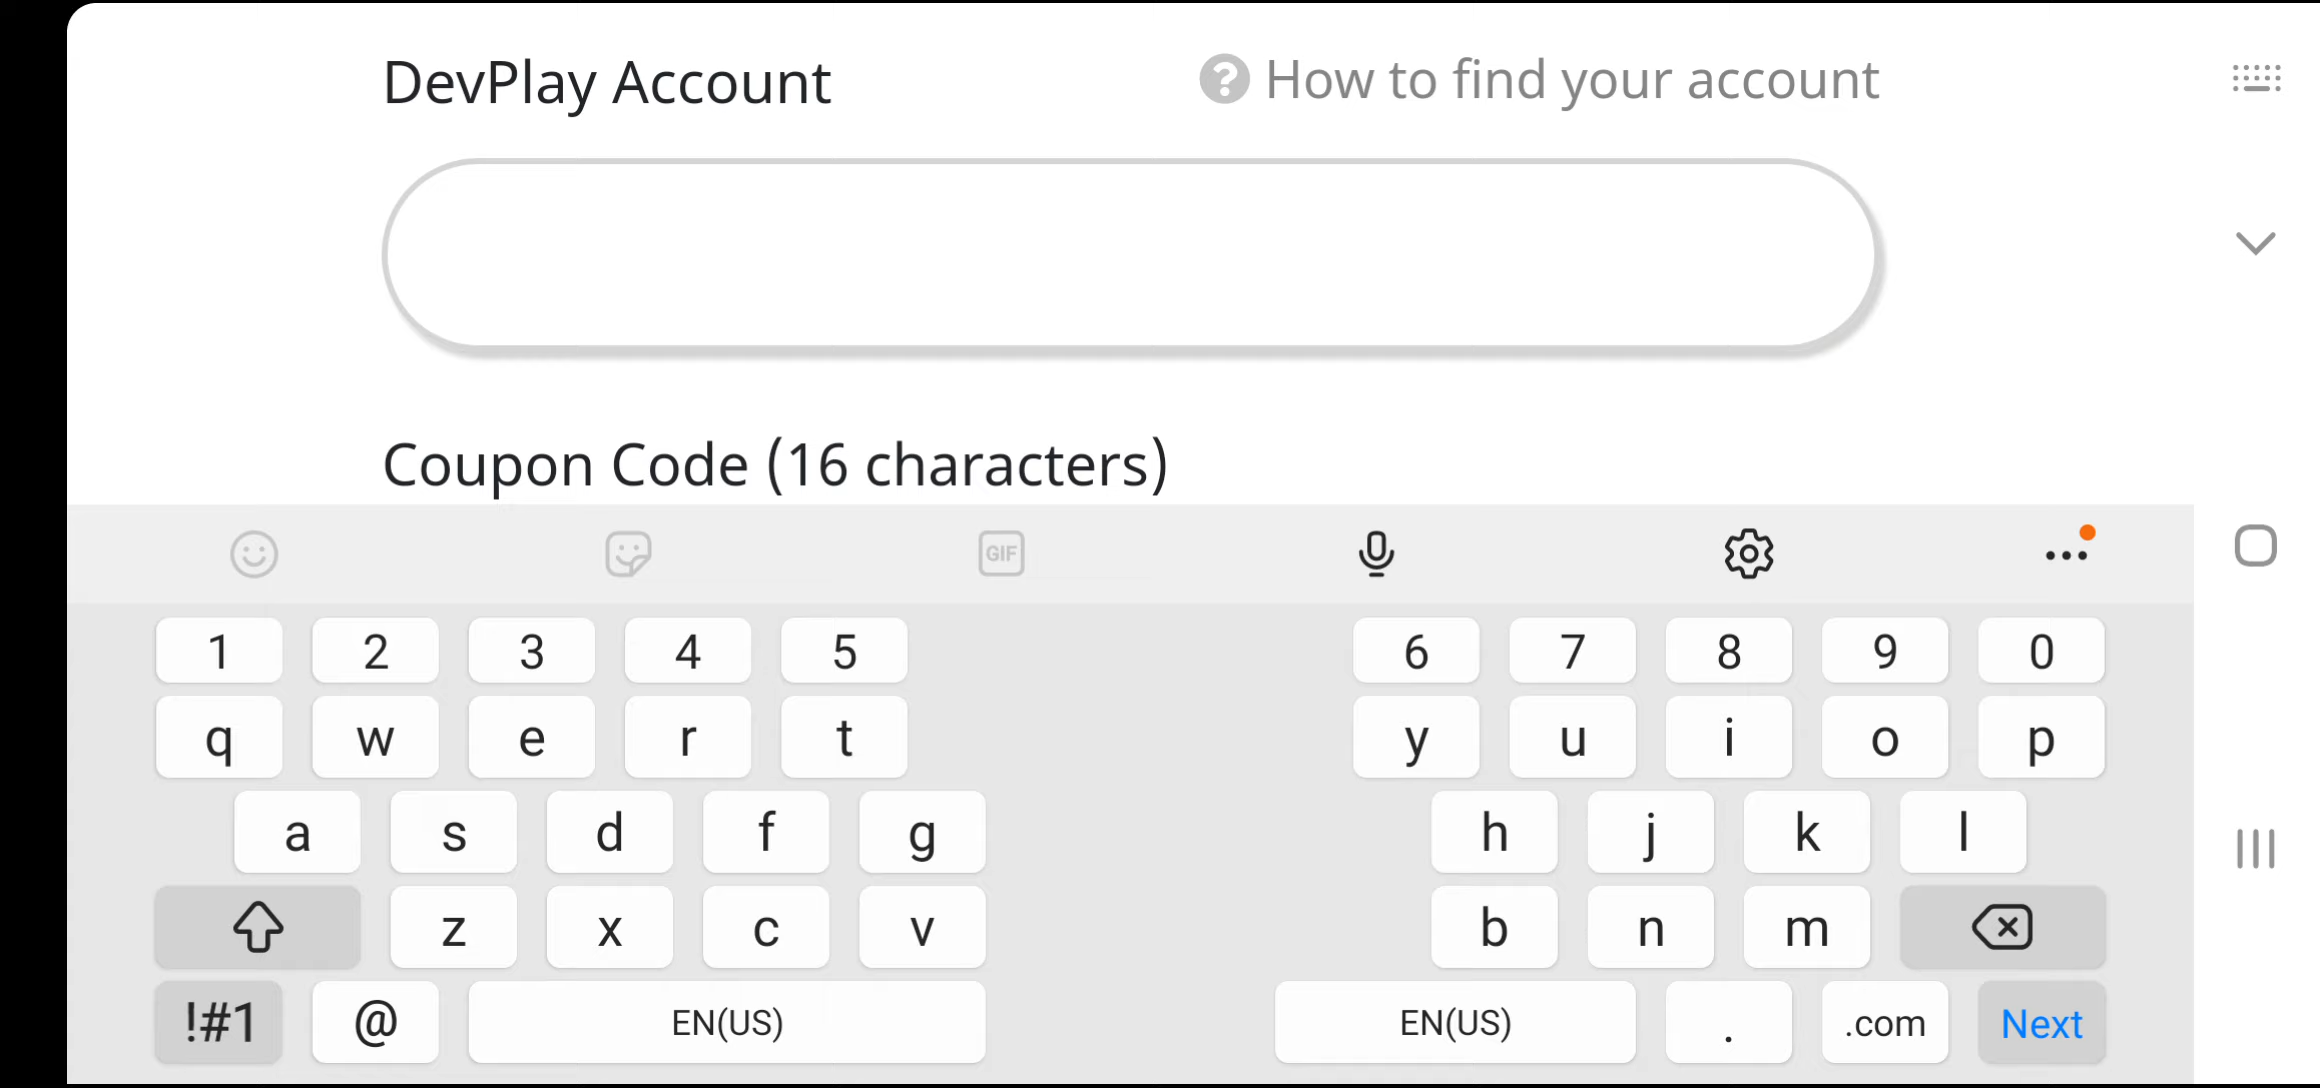 DevPlay Account
? How to find your account
Coupon Code (16 characters)
GIF
1 2 3 4 5 6 7 8 9 0
q w e r t y u i o p
a s d f g h j k l
z x c v b n m
!#1 @ EN(US) EN(US) . .com Next